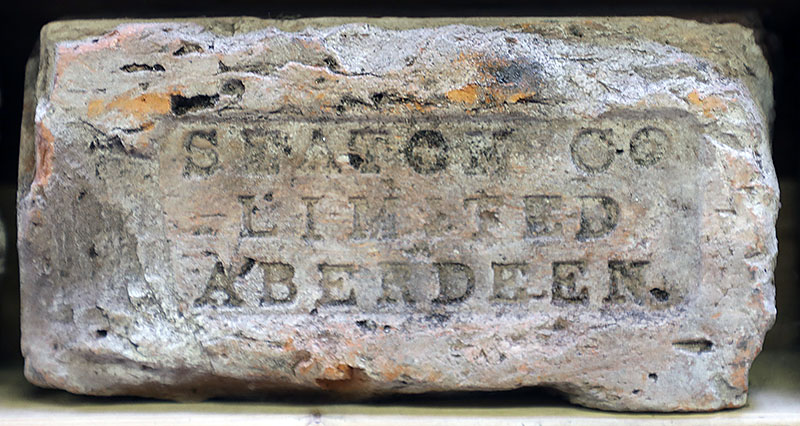 SEATON Co
LIMITED
ABERDEEN.